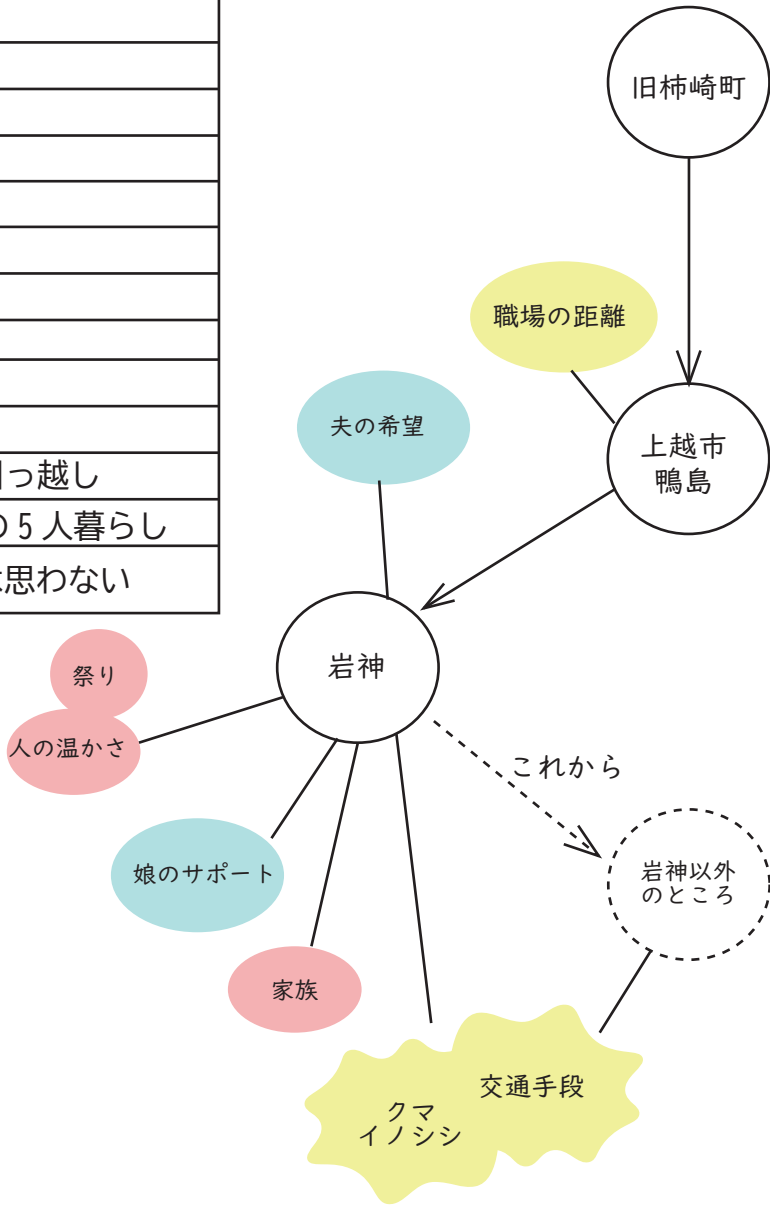 旧柿崎町
職場の距離
夫の希望
上越市
鴨島
っ越し
5人暮らし
思わない
岩神
祭り
人の温かさ
これから
娘のサポート
岩神以外
のところ
家族
交通手段
クマ
イノシシ